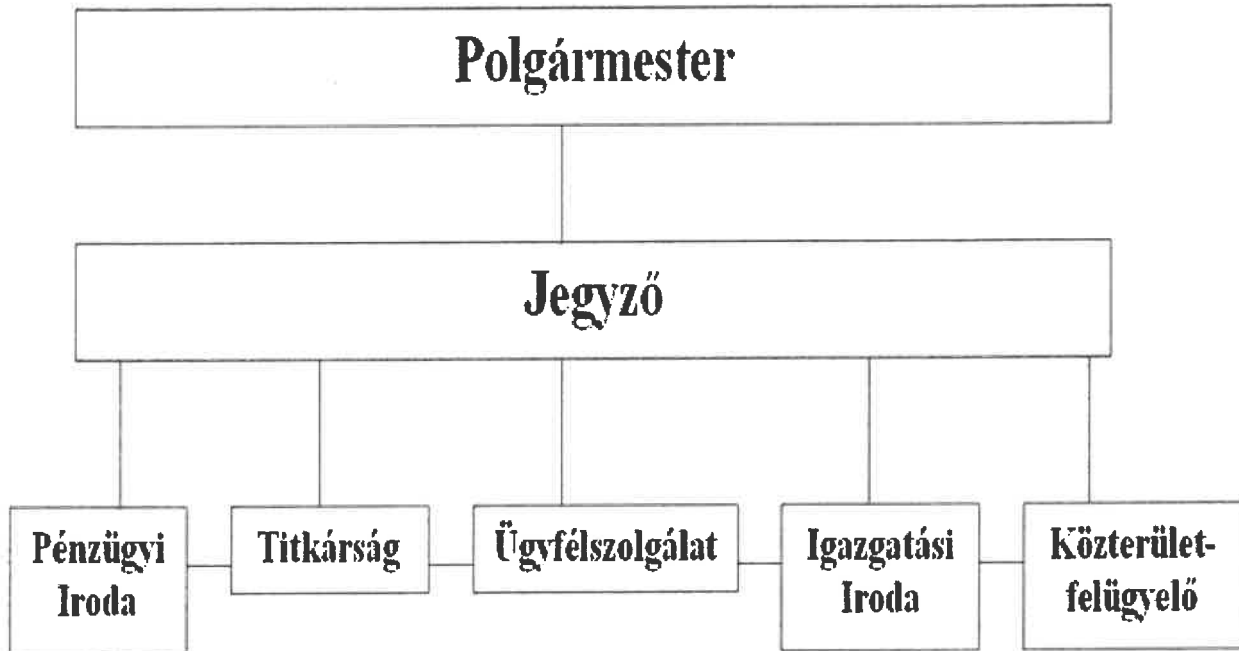 Polgármester
Jegyző
Pénzügyi
Iroda
Titkárság
Ügyfélszolgálat
Igazgatási
Iroda
Közterület-
felügyelő